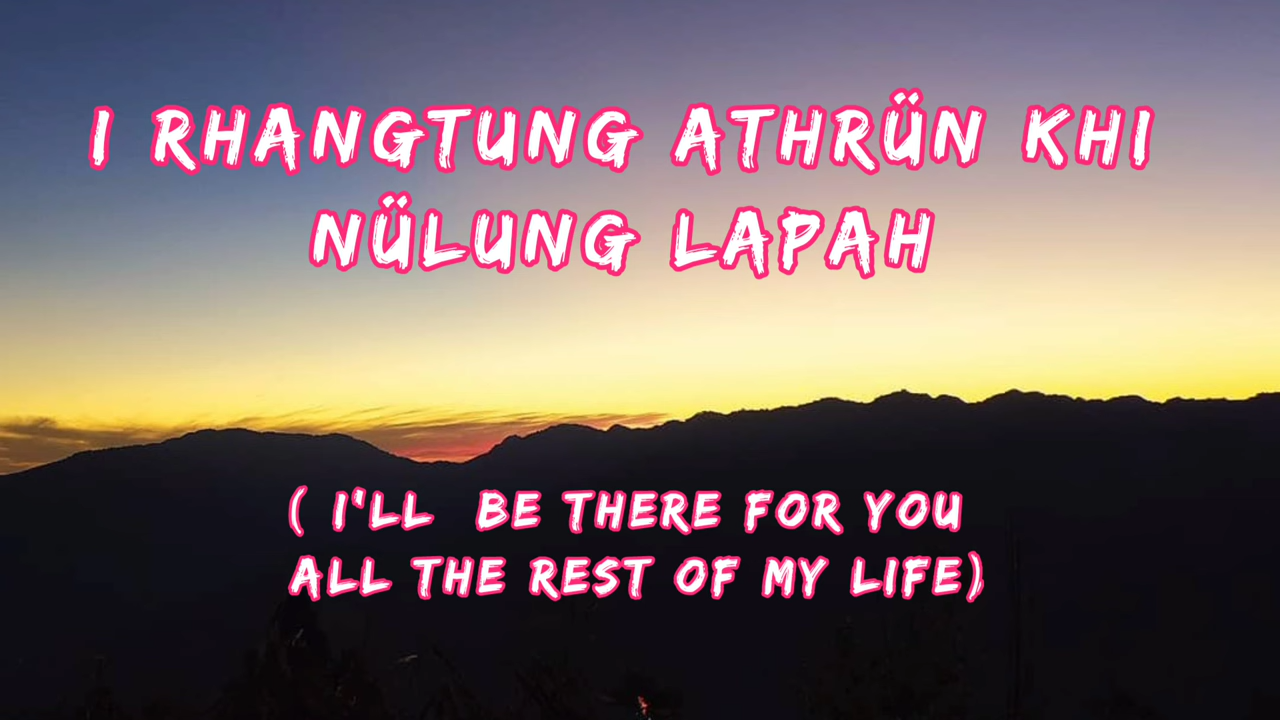 I RHANGTUNG ATHRÜN KHI
NÜLUNG LAPAH
( I'LL BE THERE FOR YOU
ALL THE REST OF MY LIFE)